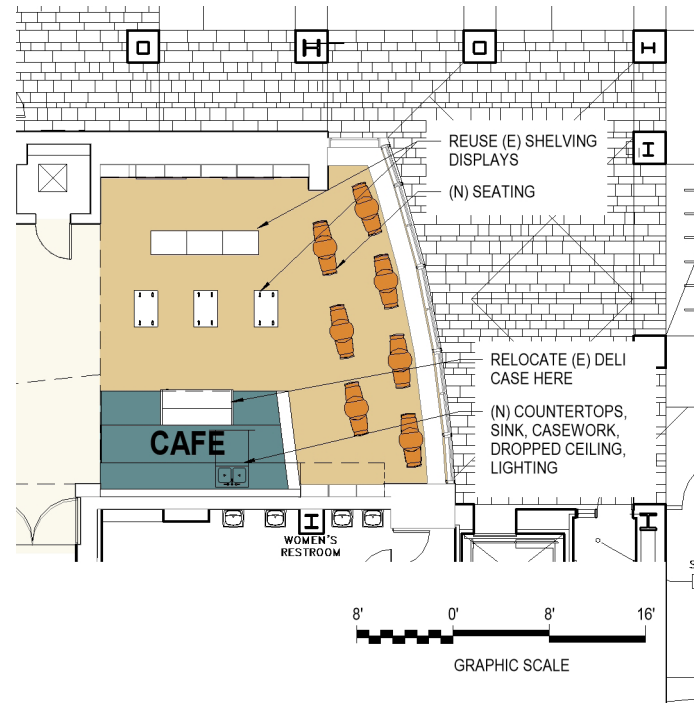 REUSE (E) SHELVING
DISPLAYS
(N) SEATING
RELOCATE (E) DELI
CASE HERE
(N) COUNTERTOPS,
SINK, CASEWORK,
DROPPED CEILING,
LIGHTING
CAFE
WOMEN'S
RESTROOM
8' 0' 8' 16'
GRAPHIC SCALE